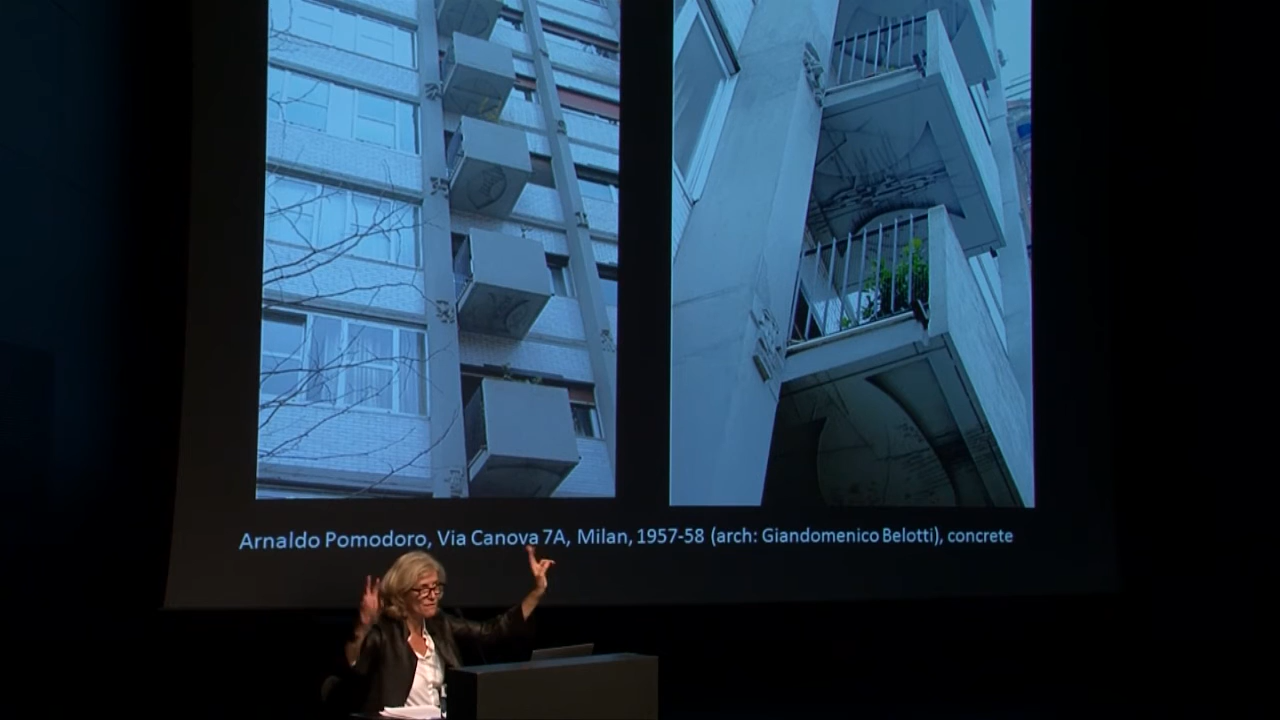 Arnaldo Pomodoro, Via Canova 7A, Milan, 1957-58 (arch: Giandomenico Belotti), concrete